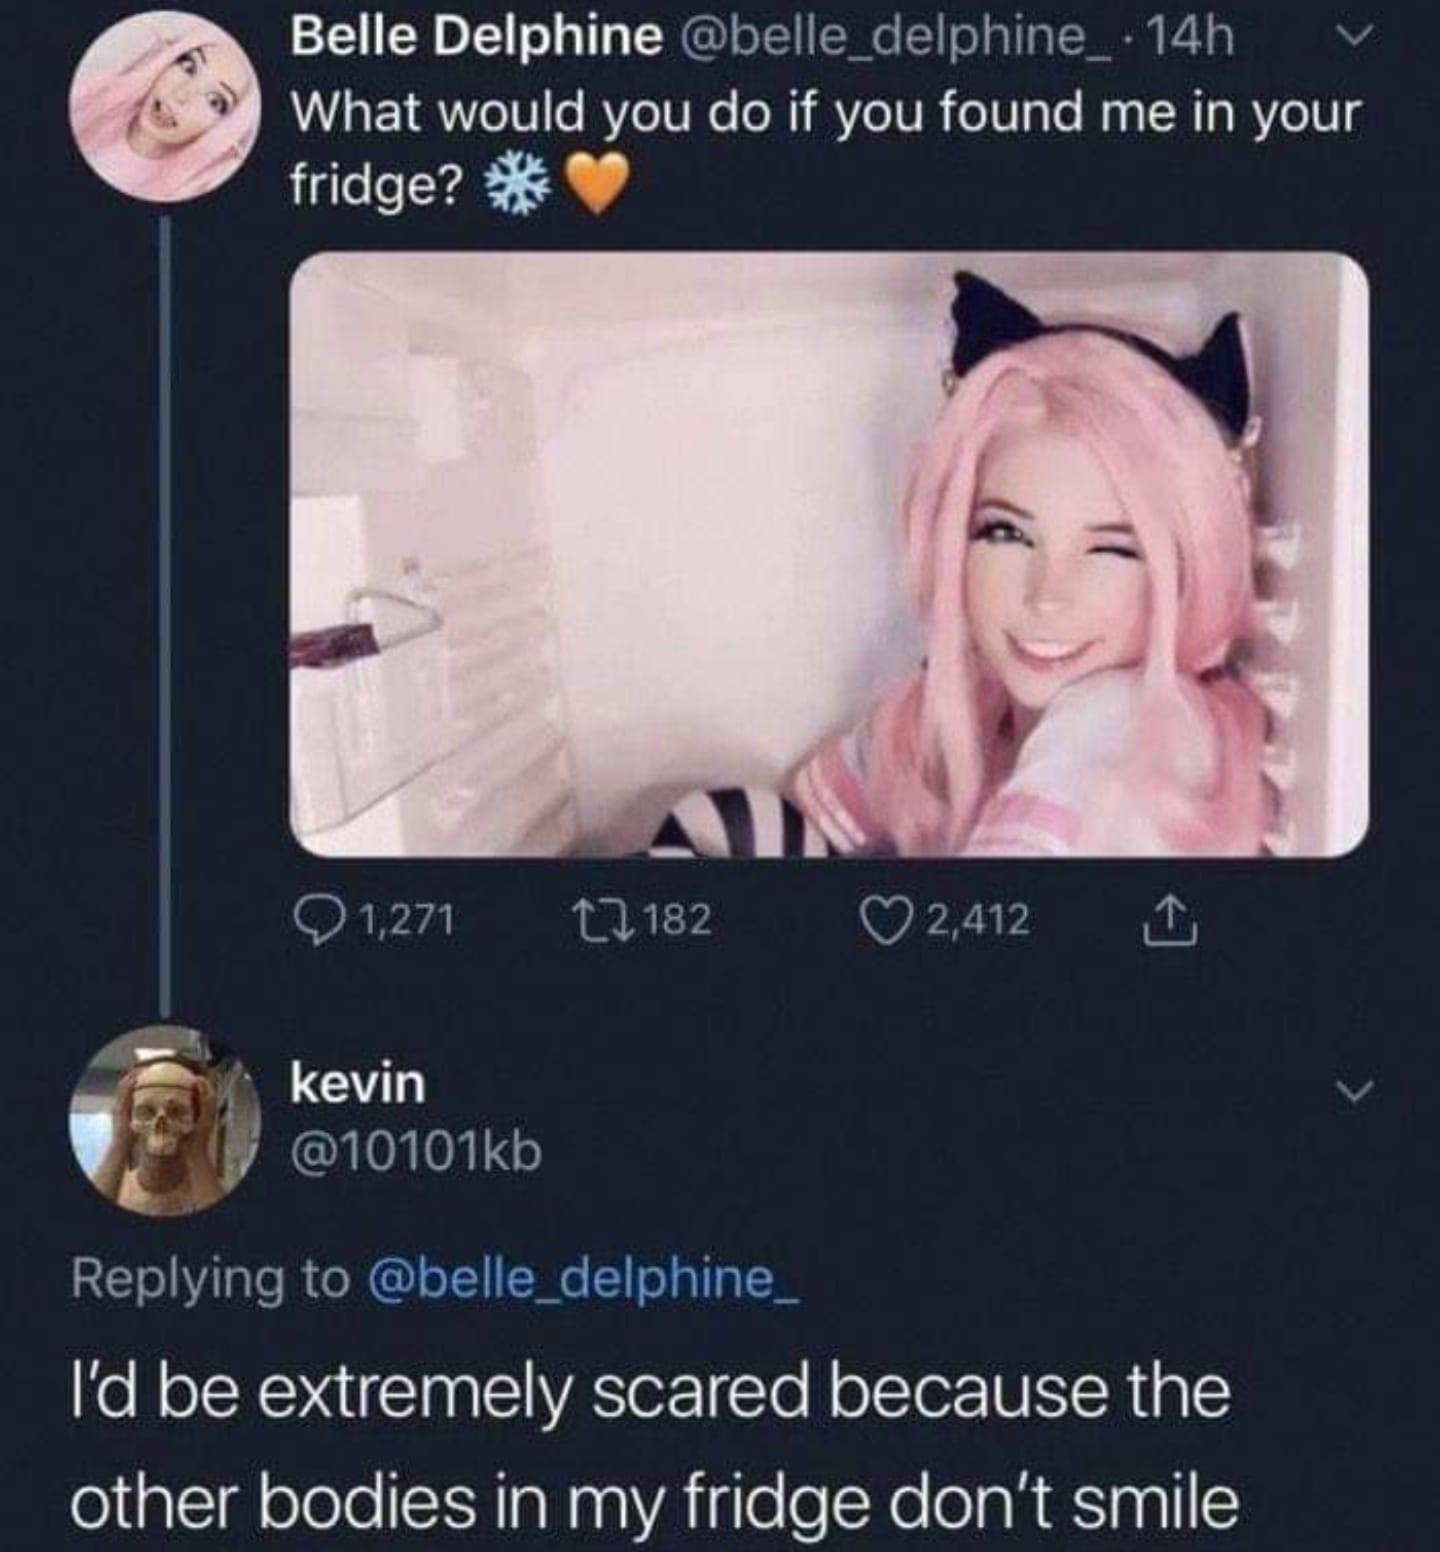 Belle Delphine @belle_delphine_ · 14h
What would you do if you found me in your
fridge? ❄️🧡
1,271 182 2,412
kevin
@10101kb
Replying to @belle_delphine_
I'd be extremely scared because the
other bodies in my fridge don't smile